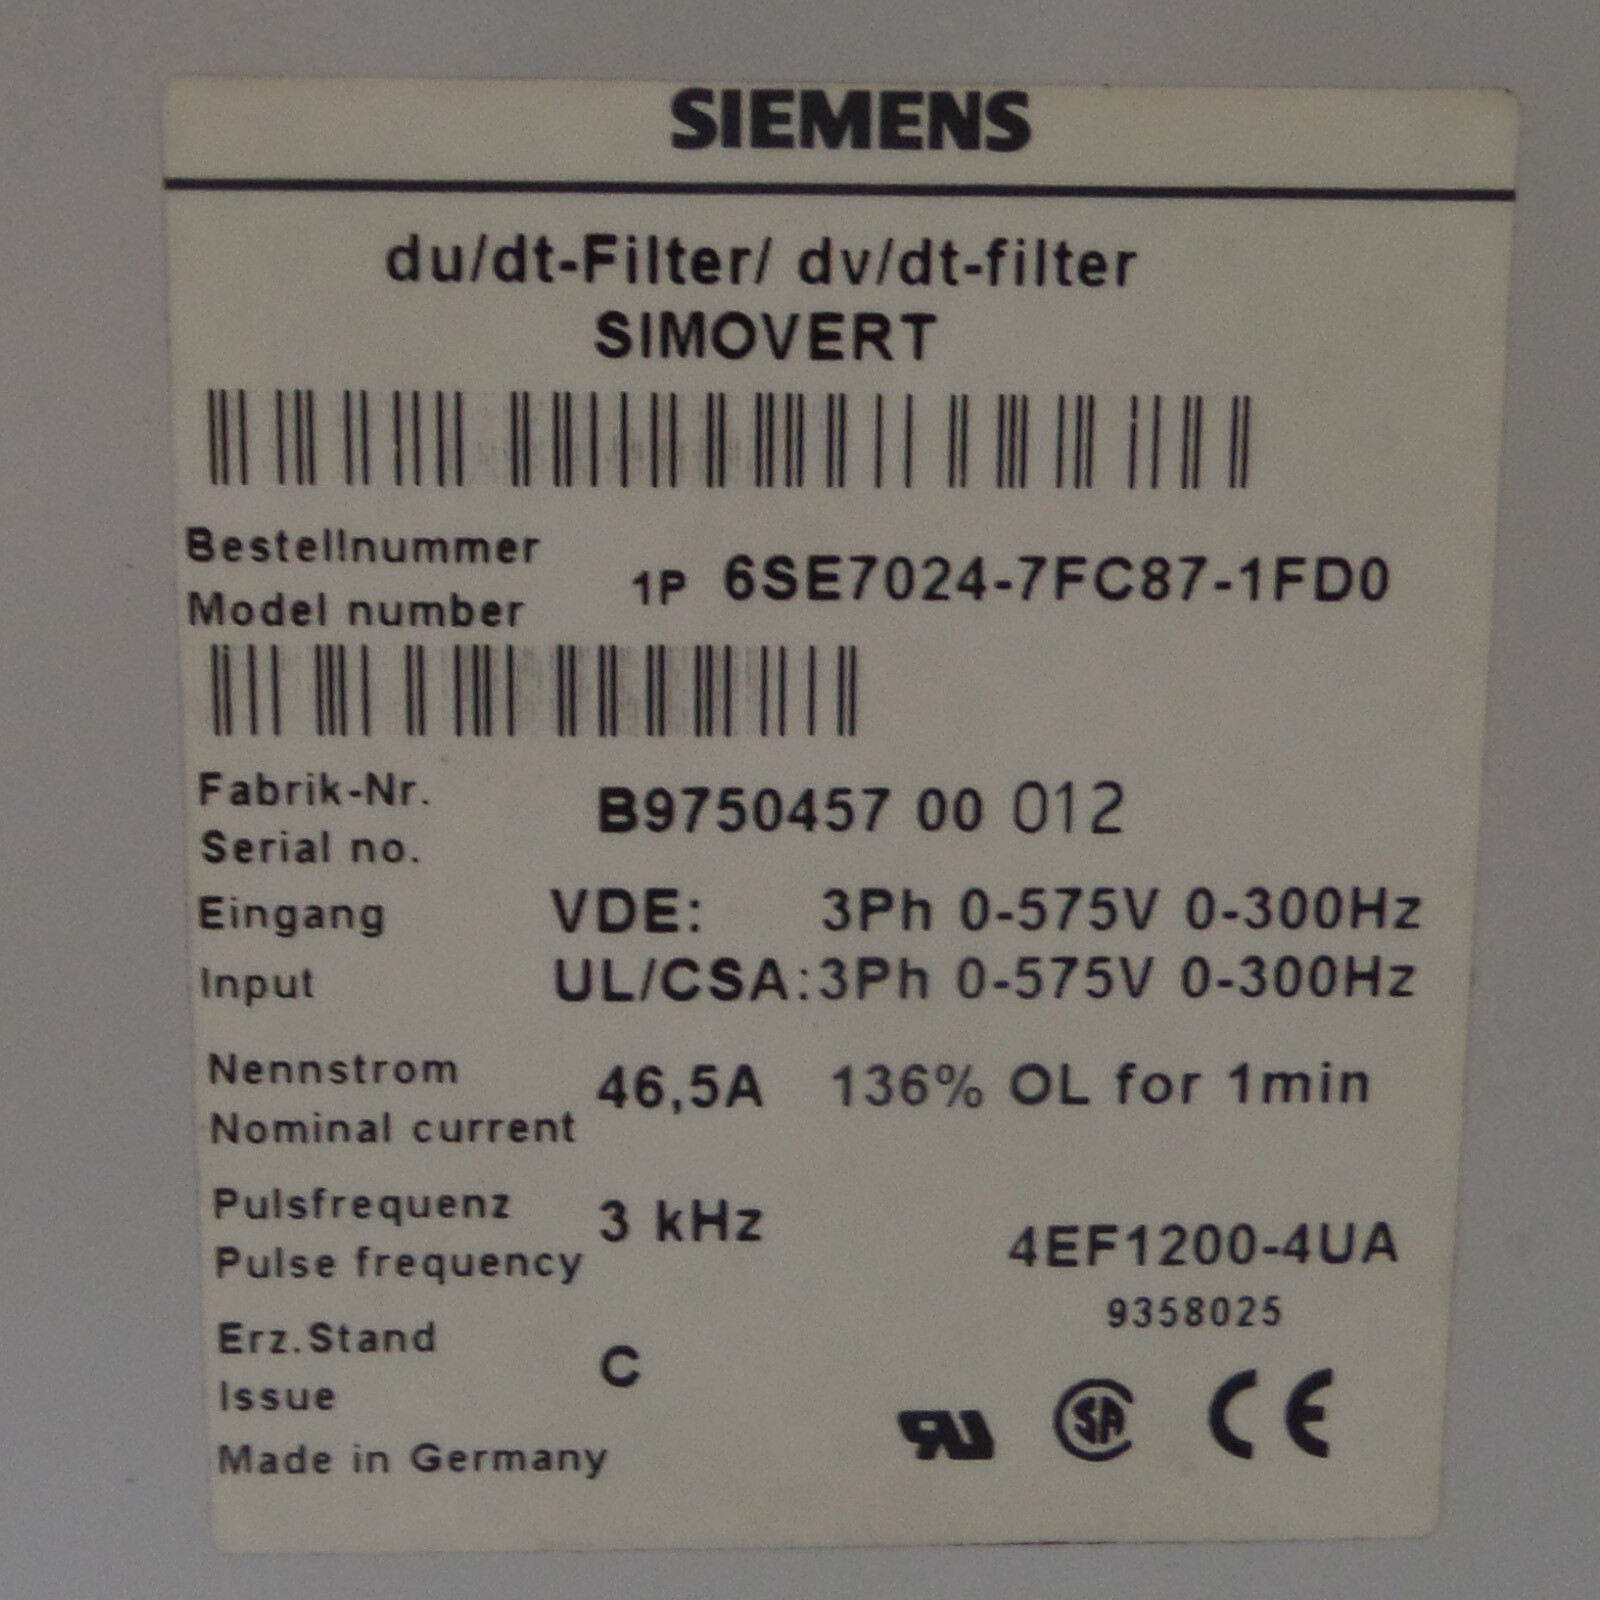 SIEMENS
du/dt-Filter/ dv/dt-filter
SIMOVERT
Bestellnummer
Model number
1P 6SE7024-7FC87-1FD0
Fabrik-Nr.
Serial no.
B9750457 00 012
Eingang VDE: 3Ph 0-575V 0-300Hz
Input UL/CSA: 3Ph 0-575V 0-300Hz
Nennstrom
Nominal current
46,5A 136% OL for 1min
Pulsfrequenz
Pulse frequency
3 kHz
4EF1200-4UA
9358025
Erz.Stand
Issue
C
Made in Germany
RU SA CE